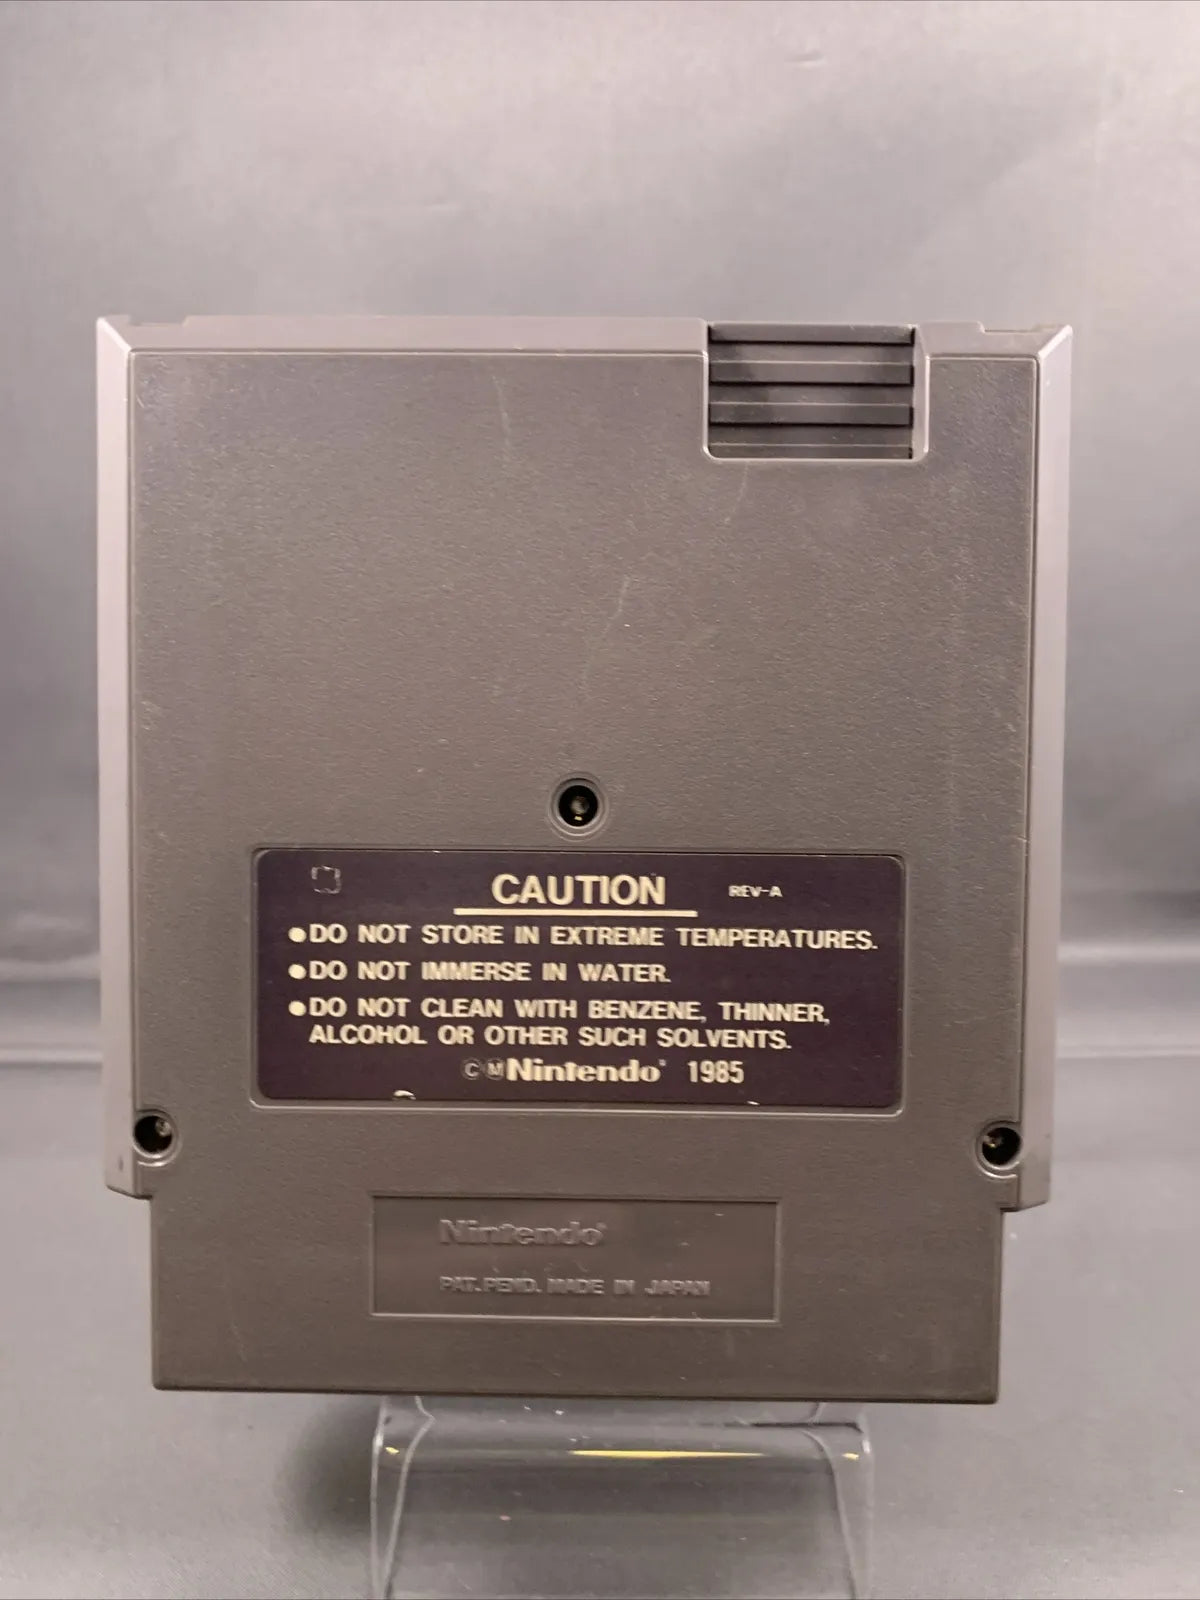 CAUTION REV-A
●DO NOT STORE IN EXTREME TEMPERATURES.
●DO NOT IMMERSE IN WATER.
●DO NOT CLEAN WITH BENZENE, THINNER,
ALCOHOL OR OTHER SUCH SOLVENTS.
ⒸⓂNintendo® 1985
Nintendo®
PAT. PEND. MADE IN JAPAN